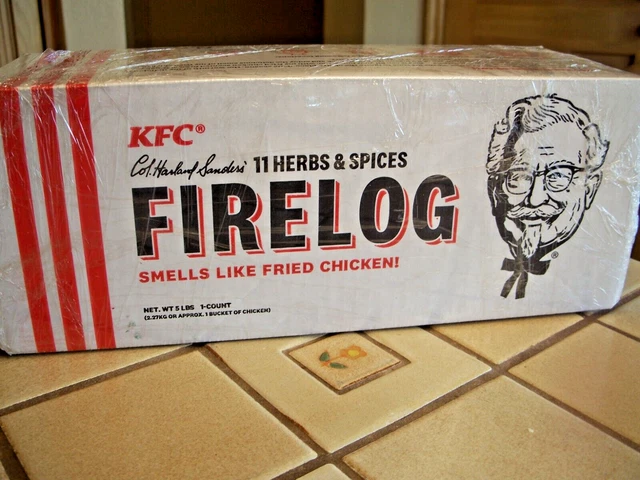 KFC®
Col. Harland Sanders' 11 HERBS & SPICES
FIRELOG
SMELLS LIKE FRIED CHICKEN!
NET. WT 5 LBS 1-COUNT
(2.27KG OR APPROX. 1 BUCKET OF CHICKEN)
®